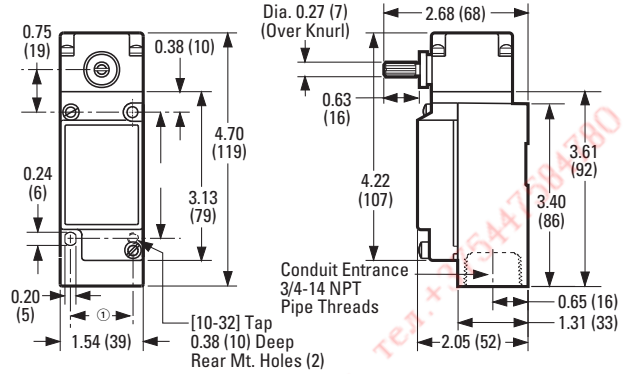 0.75
(19)
0.38 (10)
4.70
(119)
0.24
(6)
3.13
(79)
0.20
(5)
①
1.54 (39)
[10-32] Tap
0.38 (10) Deep
Rear Mt. Holes (2)
Dia. 0.27 (7)
(Over Knurl)
2.68 (68)
0.63
(16)
4.22
(107)
3.61
(92)
3.40
(86)
Conduit Entrance
3/4-14 NPT
Pipe Threads
0.65 (16)
1.31 (33)
2.05 (52)
тел.+375447584780